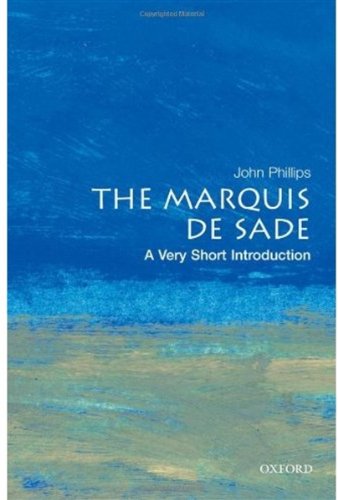 John Phillips
THE MARQUIS
DE SADE
A Very Short Introduction
OXFORD